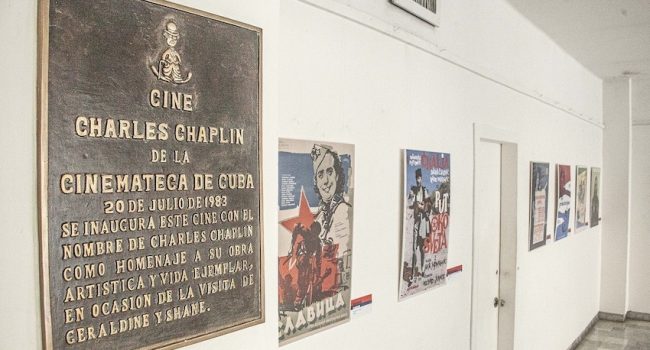 CINE
CHARLES CHAPLIN
DE LA
CINEMATECA DE CUBA
20 DE JULIO DE 1983
SE INAUGURA ESTE CINE CON EL
NOMBRE DE CHARLES CHAPLIN
COMO HOMENAJE A SU OBRA
ARTISTICA Y VIDA EJEMPLAR,
EN OCASION DE LA VISITA DE
GERALDINE Y SHANE.
СЛАВИЦА
ПУТ
ОКО